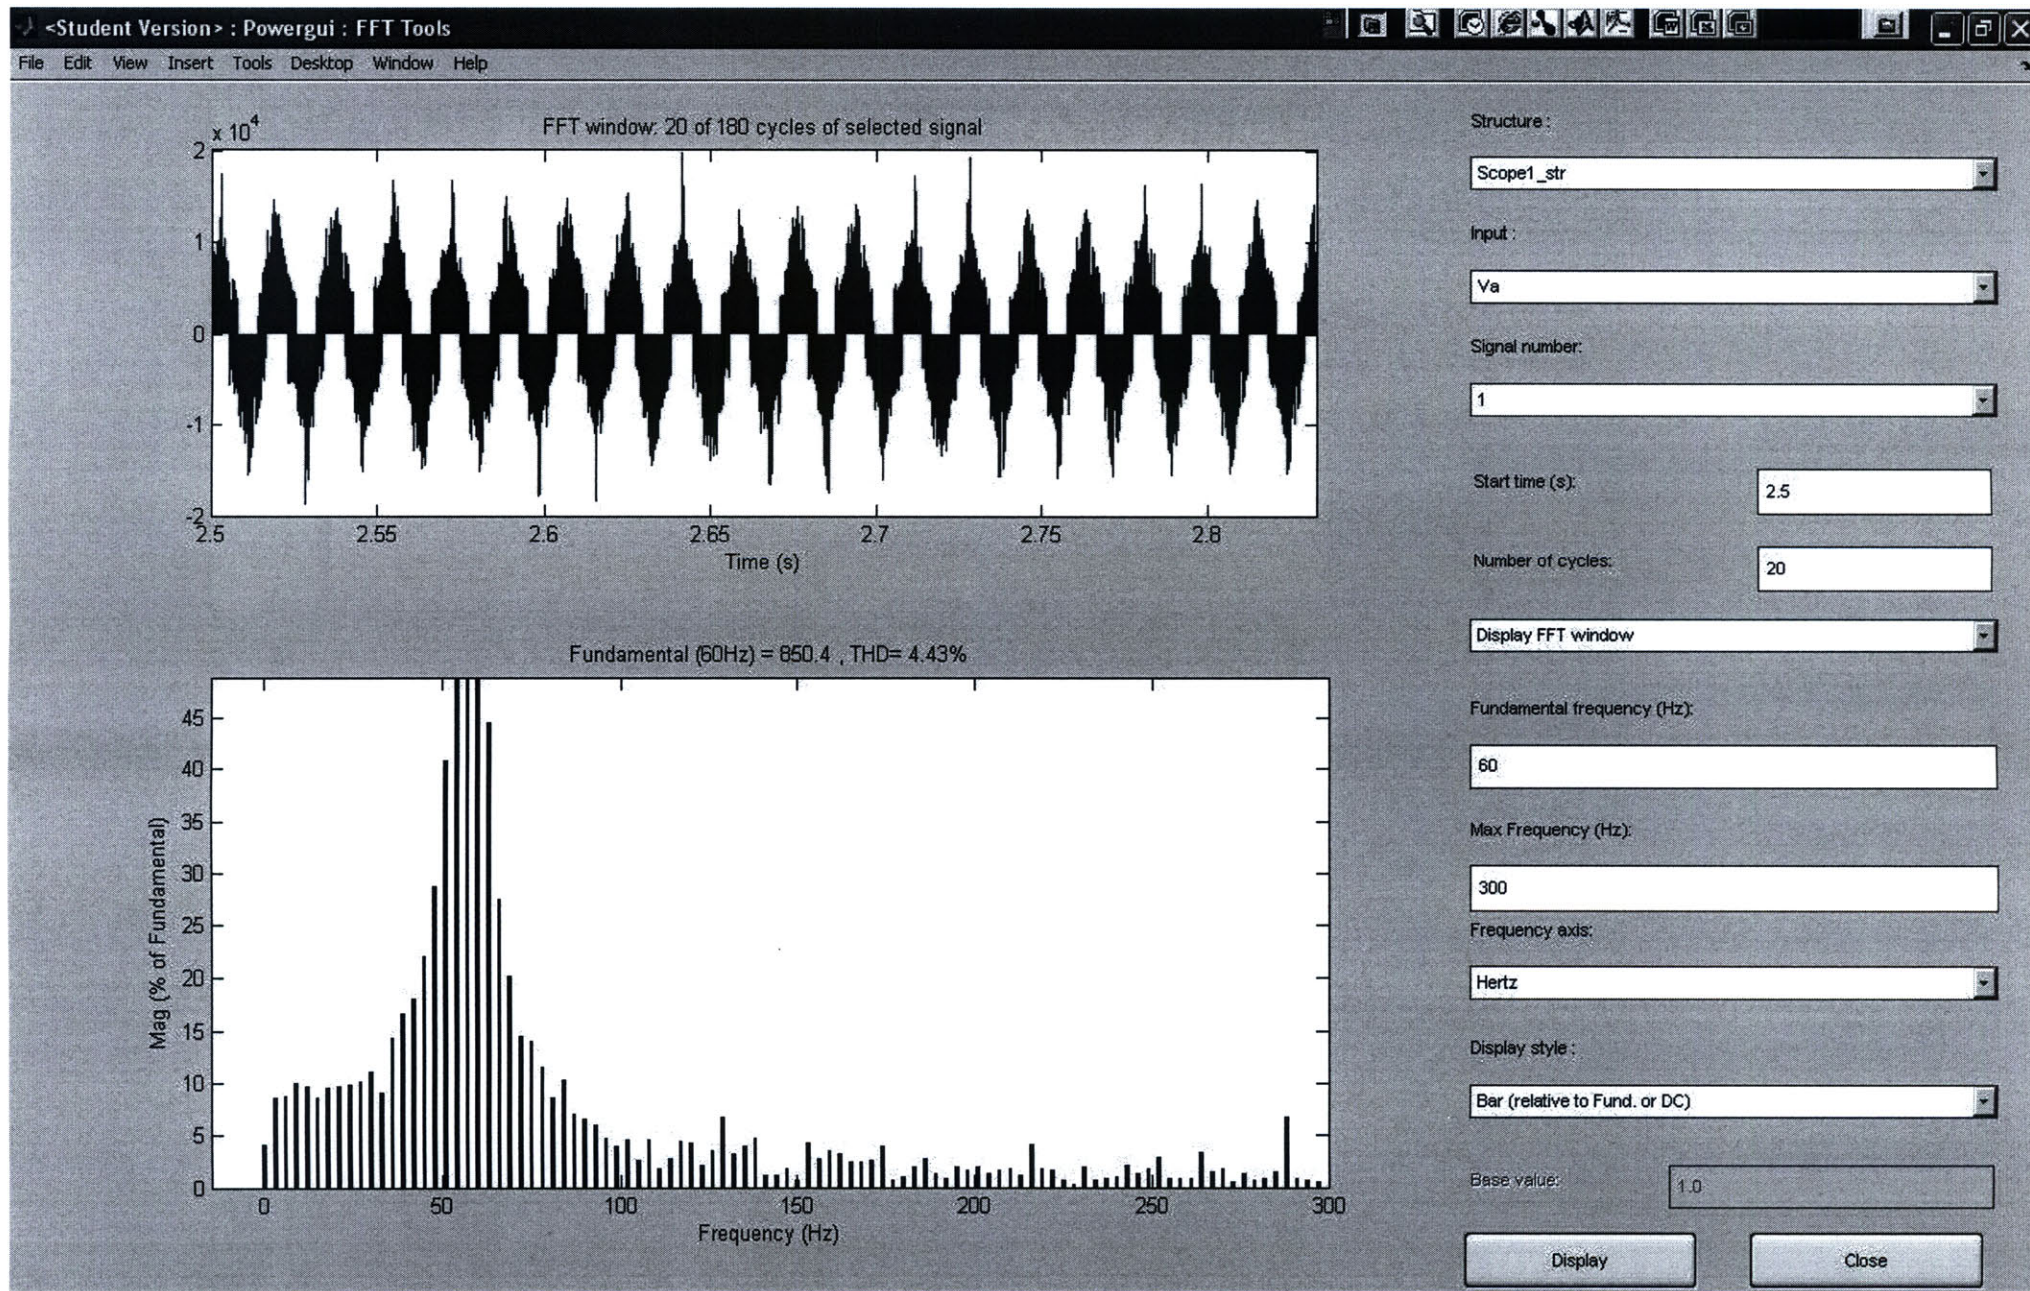 <Student Version> : Powergui : FFT Tools
File Edit View Insert Tools Desktop Window Help
x 10^4
FFT window: 20 of 180 cycles of selected signal
2
1
0
-1
-2
2.5 2.55 2.6 2.65 2.7 2.75 2.8
Time (s)
Fundamental (60Hz) = 850.4 , THD= 4.43%
45
40
35
30
25
20
15
10
5
0
Mag (% of Fundamental)
0 50 100 150 200 250 300
Frequency (Hz)
Structure :
Scope1_str
Input :
Va
Signal number:
1
Start time (s):
2.5
Number of cycles:
20
Display FFT window
Fundamental frequency (Hz):
60
Max Frequency (Hz):
300
Frequency axis:
Hertz
Display style :
Bar (relative to Fund. or DC)
Base value:
1.0
Display
Close